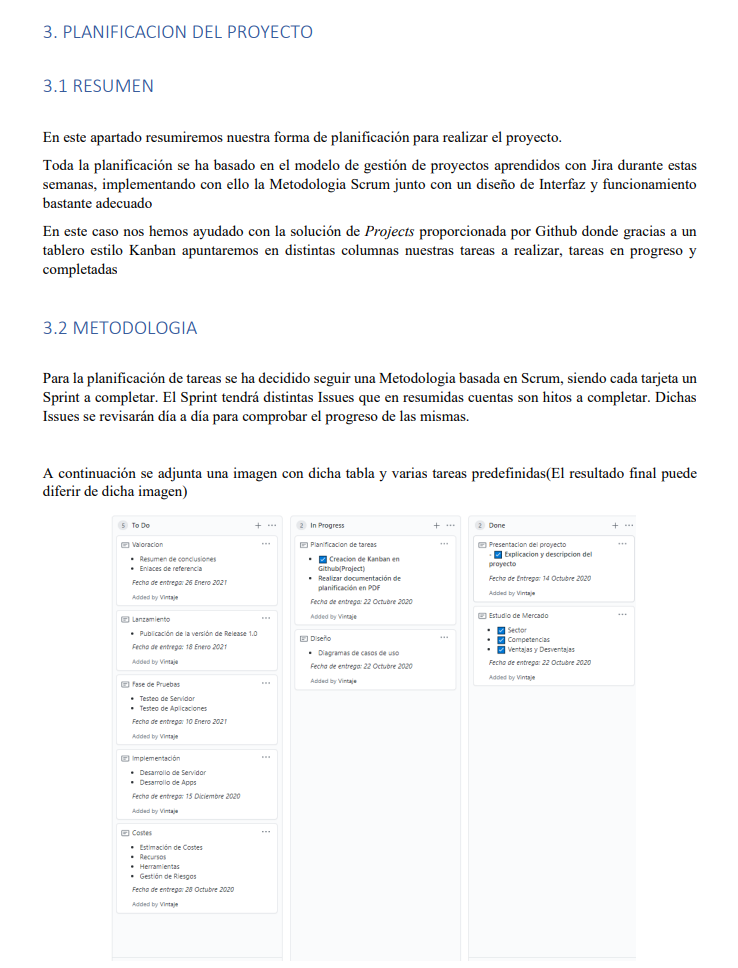 3. PLANIFICACION DEL PROYECTO
3.1 RESUMEN
En este apartado resumiremos nuestra forma de planificación para realizar el proyecto.
Toda la planificación se ha basado en el modelo de gestión de proyectos aprendidos con Jira durante estas
semanas, implementando con ello la Metodologia Scrum junto con un diseño de Interfaz y funcionamiento
bastante adecuado
En este caso nos hemos ayudado con la solución de Projects proporcionada por Github donde gracias a un
tablero estilo Kanban apuntaremos en distintas columnas nuestras tareas a realizar, tareas en progreso y
completadas
3.2 METODOLOGIA
Para la planificación de tareas se ha decidido seguir una Metodologia basada en Scrum, siendo cada tarjeta un
Sprint a completar. El Sprint tendrá distintas Issues que en resumidas cuentas son hitos a completar. Dichas
Issues se revisarán día a día para comprobar el progreso de las mismas.
A continuación se adjunta una imagen con dicha tabla y varias tareas predefinidas(El resultado final puede
diferir de dicha imagen)
5 To Do
Valoracion
• Resumen de conclusiones
• Enlaces de referencia
Fecha de entrega: 26 Enero 2021
Added by Vintaje
Lanzamiento
• Publicación de la versión de Release 1.0
Fecha de entrega: 18 Enero 2021
Added by Vintaje
Fase de Pruebas
• Testeo de Servidor
• Testeo de Aplicaciones
Fecha de entrega: 10 Enero 2021
Added by Vintaje
Implementación
• Desarrollo de Servidor
• Desarrollo de Apps
Fecha de entrega: 15 Diciembre 2020
Added by Vintaje
Costes
• Estimación de Costes
• Recursos
• Herramientas
• Gestión de Riesgos
Fecha de entrega: 28 Octubre 2020
Added by Vintaje
2 In Progress
Planificacion de tareas
• Creacion de Kanban en
Github(Project)
• Realizar documentación de
planificación en PDF
Fecha de entrega: 22 Octubre 2020
Added by Vintaje
Diseño
• Diagramas de casos de uso
Fecha de entrega: 22 Octubre 2020
Added by Vintaje
2 Done
Presentacion del proyecto
- Explicacion y descripcion del
proyecto
Fecha de Entrega: 14 Octubre 2020
Added by Vintaje
Estudio de Mercado
• Sector
• Competencias
• Ventajas y Desventajas
Fecha de entrega: 22 Octubre 2020
Added by Vintaje